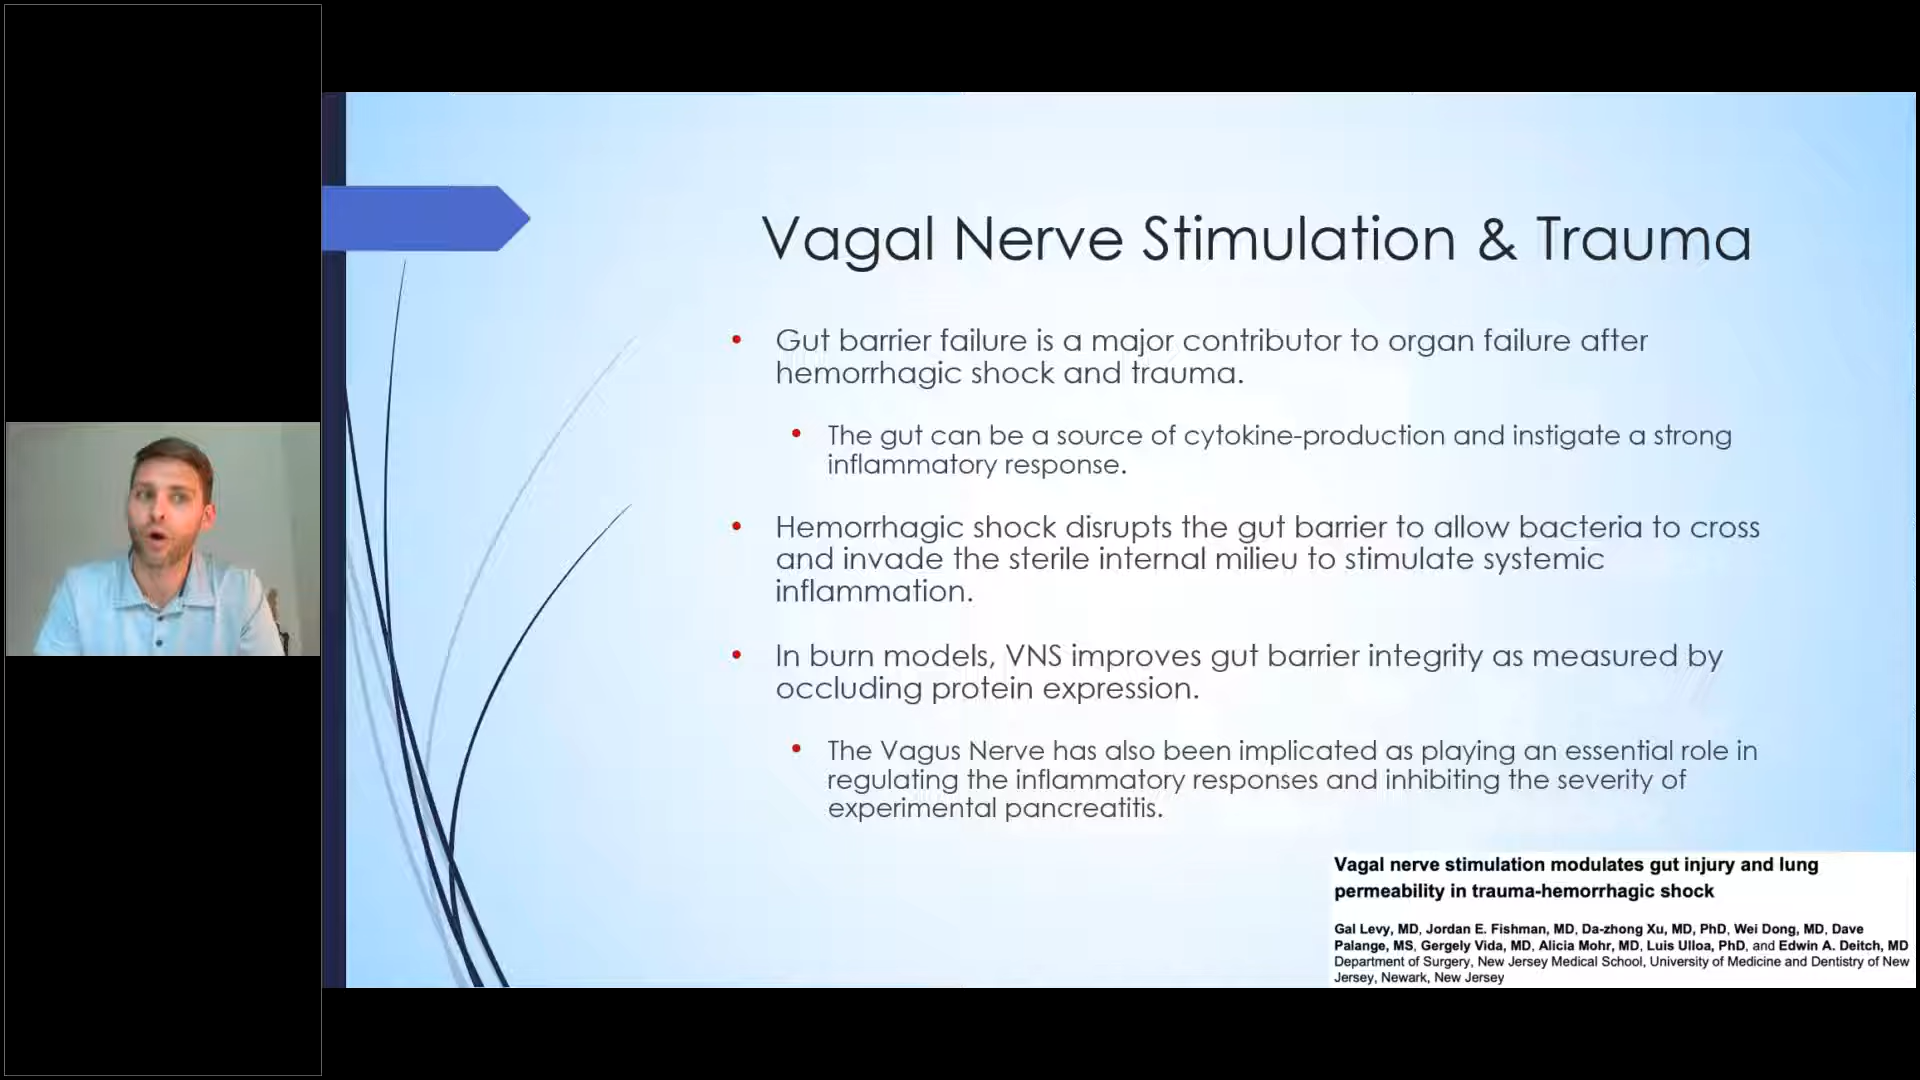 Vagal Nerve Stimulation & Trauma
• Gut barrier failure is a major contributor to organ failure after
hemorrhagic shock and trauma.
• The gut can be a source of cytokine-production and instigate a strong
inflammatory response.
• Hemorrhagic shock disrupts the gut barrier to allow bacteria to cross
and invade the sterile internal milieu to stimulate systemic
inflammation.
• In burn models, VNS improves gut barrier integrity as measured by
occluding protein expression.
• The Vagus Nerve has also been implicated as playing an essential role in
regulating the inflammatory responses and inhibiting the severity of
experimental pancreatitis.
Vagal nerve stimulation modulates gut injury and lung
permeability in trauma-hemorrhagic shock
Gal Levy, MD, Jordan E. Fishman, MD, Da-zhong Xu, MD, PhD, Wei Dong, MD, Dave
Palange, MS, Gergely Vida, MD, Alicia Mohr, MD, Luis Ulloa, PhD, and Edwin A. Deitch, MD
Department of Surgery, New Jersey Medical School, University of Medicine and Dentistry of New
Jersey, Newark, New Jersey